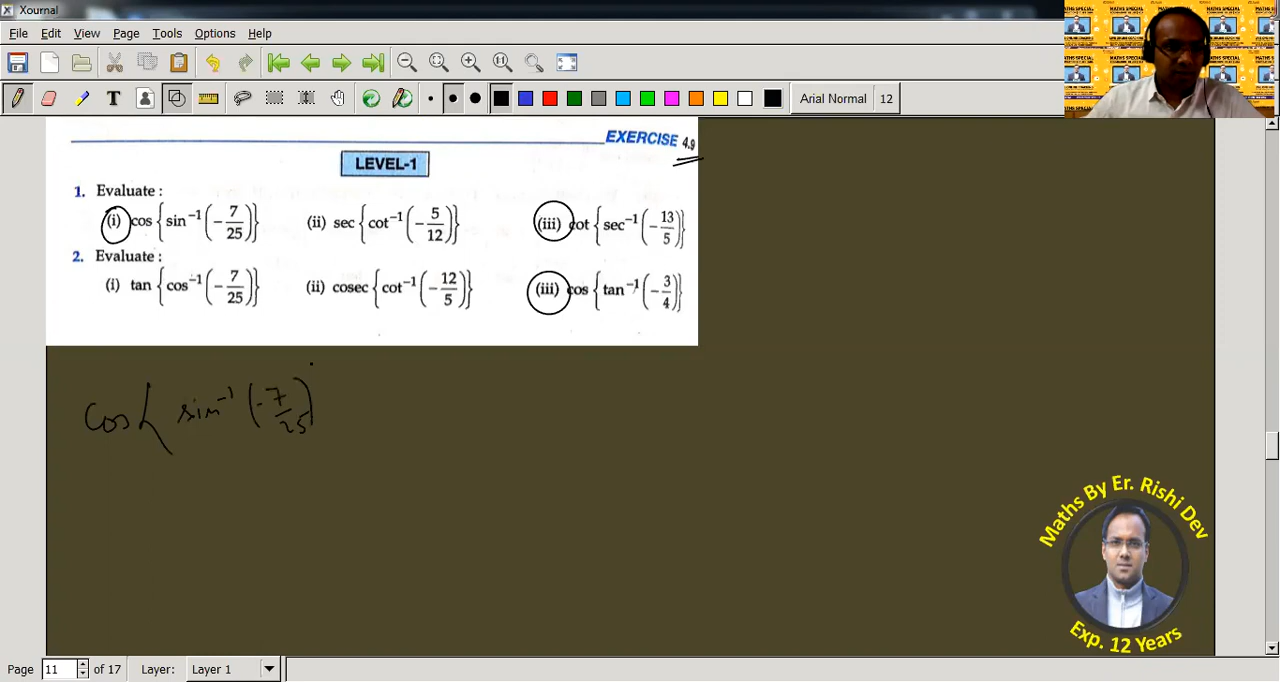 Xournal
File Edit View Page Tools Options Help
Arial Normal 12
EXERCISE 4.9
LEVEL-1
1. Evaluate :
(i) cos {sin⁻¹(-7/25)} (ii) sec {cot⁻¹(-5/12)} (iii) cot {sec⁻¹(-13/5)}
2. Evaluate :
(i) tan {cos⁻¹(-7/25)} (ii) cosec {cot⁻¹(-12/5)} (iii) cos {tan⁻¹(-3/4)}
cos{ sin⁻¹(-7/25)
Maths By Er. Rishi Dev
Exp. 12 Years
Page 11 of 17 Layer: Layer 1